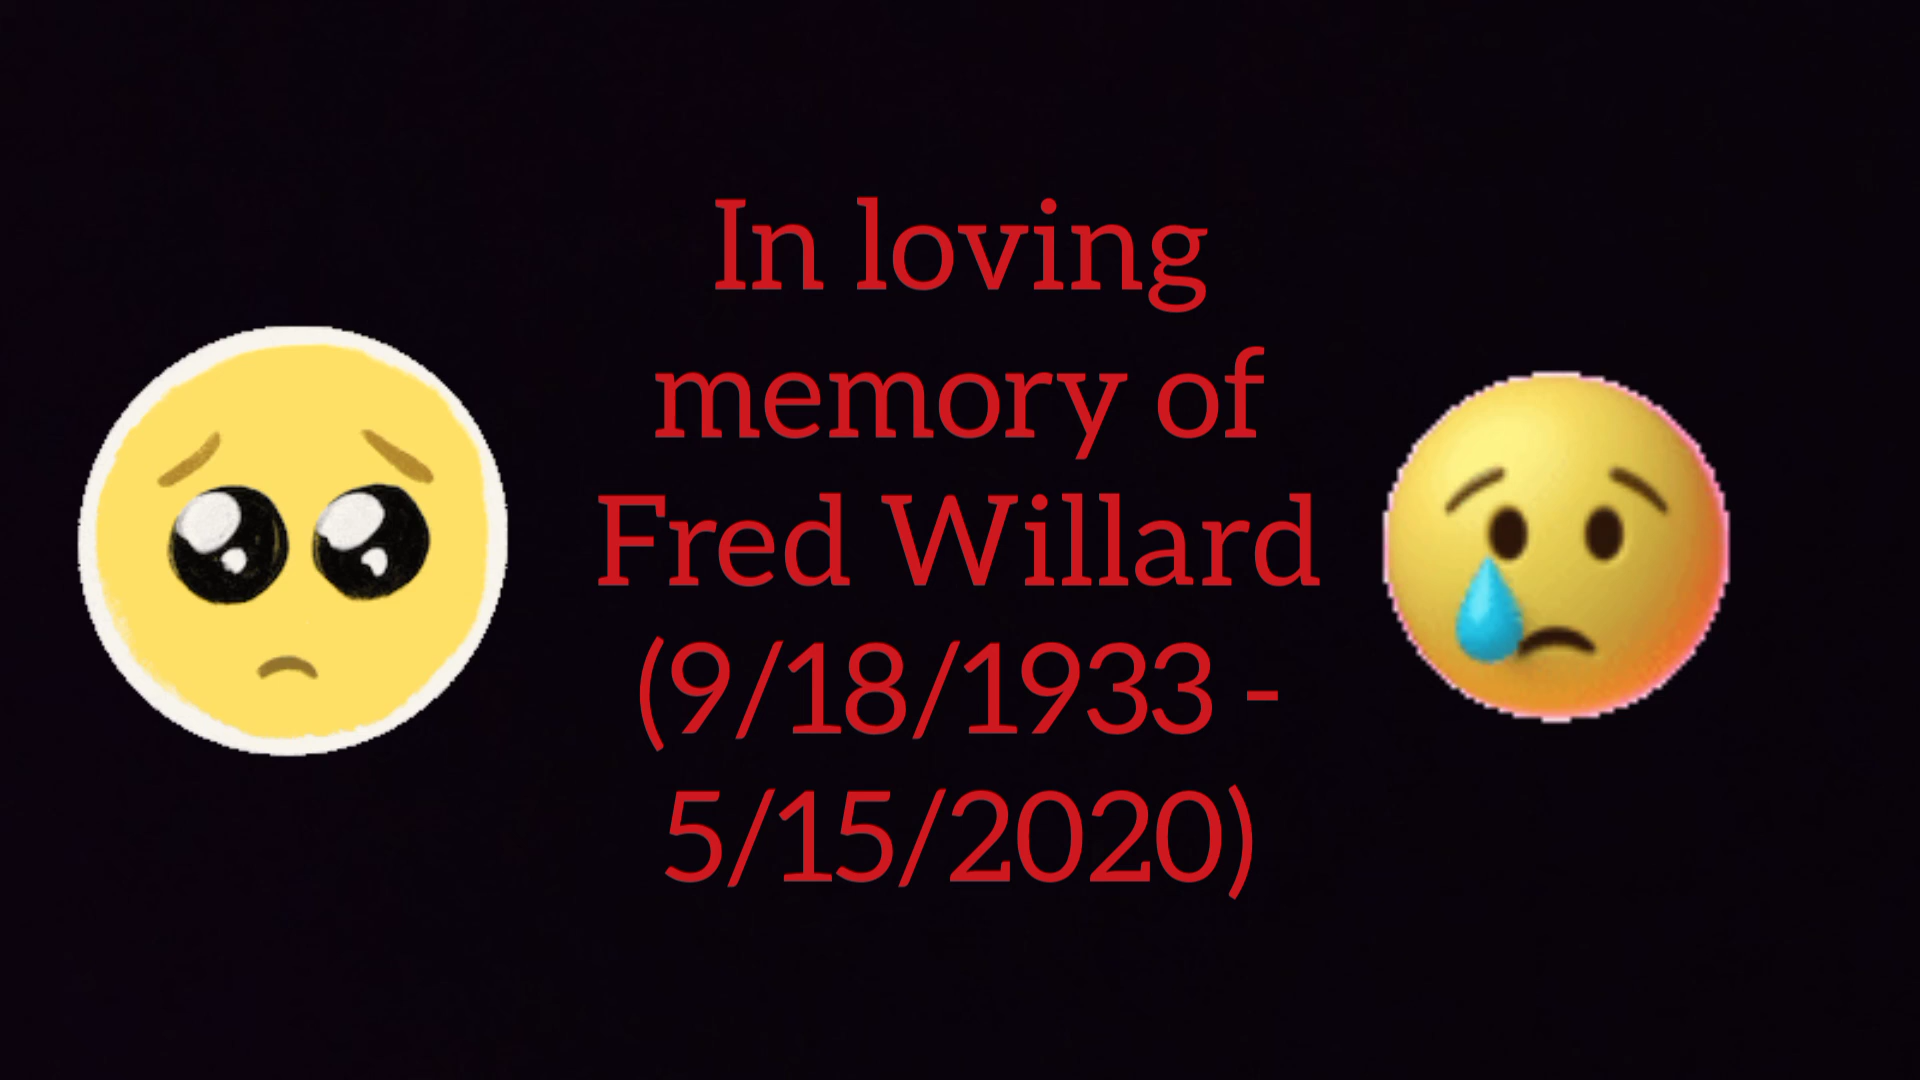 In loving
memory of
Fred Willard
(9/18/1933 -
5/15/2020)